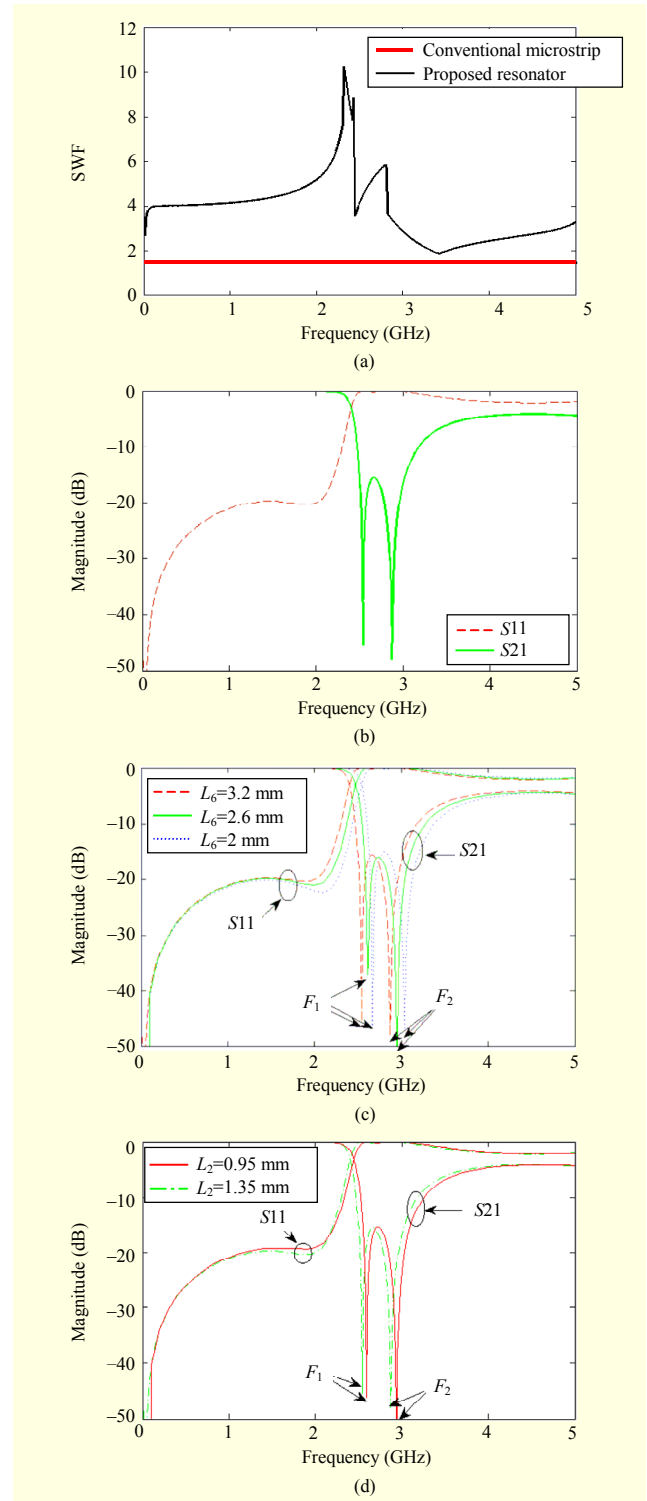 Conventional microstrip
Proposed resonator
12
10
8
6
4
2
0
SWF
0 1 2 3 4 5
Frequency (GHz)
(a)
0
–10
–20
–30
–40
–50
Magnitude (dB)
S11
S21
0 1 2 3 4 5
Frequency (GHz)
(b)
0
–10
–20
–30
–40
–50
Magnitude (dB)
L6=3.2 mm
L6=2.6 mm
L6=2 mm
S21
S11
F1
F2
0 1 2 3 4 5
Frequency (GHz)
(c)
0
–10
–20
–30
–40
–50
Magnitude (dB)
L2=0.95 mm
L2=1.35 mm
S11
S21
F1
F2
0 1 2 3 4 5
Frequency (GHz)
(d)